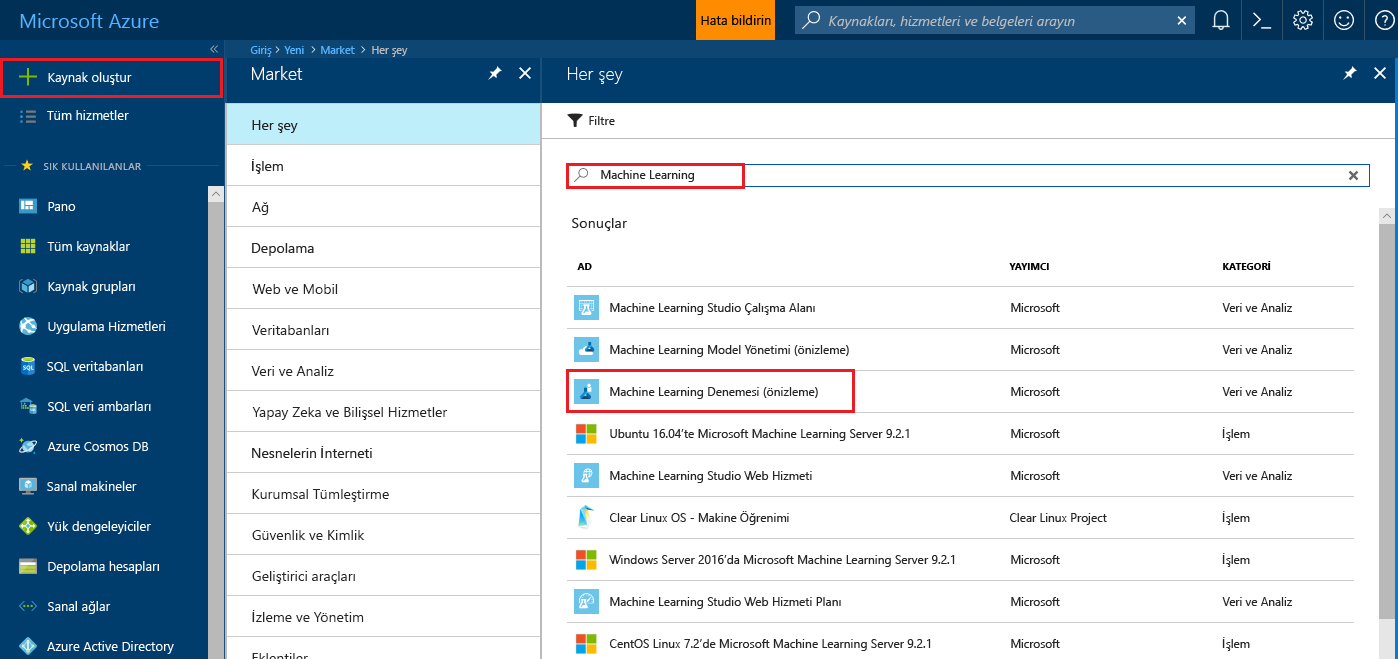 Microsoft Azure
Hata bildirin
Kaynakları, hizmetleri ve belgeleri arayın
Giriş > Yeni > Market > Her şey
Kaynak oluştur
Tüm hizmetler
SIK KULLANILANLAR
Pano
Tüm kaynaklar
Kaynak grupları
Uygulama Hizmetleri
SQL veritabanları
SQL veri ambarları
Azure Cosmos DB
Sanal makineler
Yük dengeleyiciler
Depolama hesapları
Sanal ağlar
Azure Active Directory
Market
Her şey
İşlem
Ağ
Depolama
Web ve Mobil
Veritabanları
Veri ve Analiz
Yapay Zeka ve Bilişsel Hizmetler
Nesnelerin İnterneti
Kurumsal Tümleştirme
Güvenlik ve Kimlik
Geliştirici araçları
İzleme ve Yönetim
Eklentiler
Her şey
Filtre
Machine Learning
Sonuçlar
AD YAYIMCI KATEGORİ
Machine Learning Studio Çalışma Alanı Microsoft Veri ve Analiz
Machine Learning Model Yönetimi (önizleme) Microsoft Veri ve Analiz
Machine Learning Denemesi (önizleme) Microsoft Veri ve Analiz
Ubuntu 16.04'te Microsoft Machine Learning Server 9.2.1 Microsoft İşlem
Machine Learning Studio Web Hizmeti Microsoft Veri ve Analiz
Clear Linux OS - Makine Öğrenimi Clear Linux Project İşlem
Windows Server 2016'da Microsoft Machine Learning Server 9.2.1 Microsoft İşlem
Machine Learning Studio Web Hizmeti Planı Microsoft Veri ve Analiz
CentOS Linux 7.2'de Microsoft Machine Learning Server 9.2.1 Microsoft İşlem